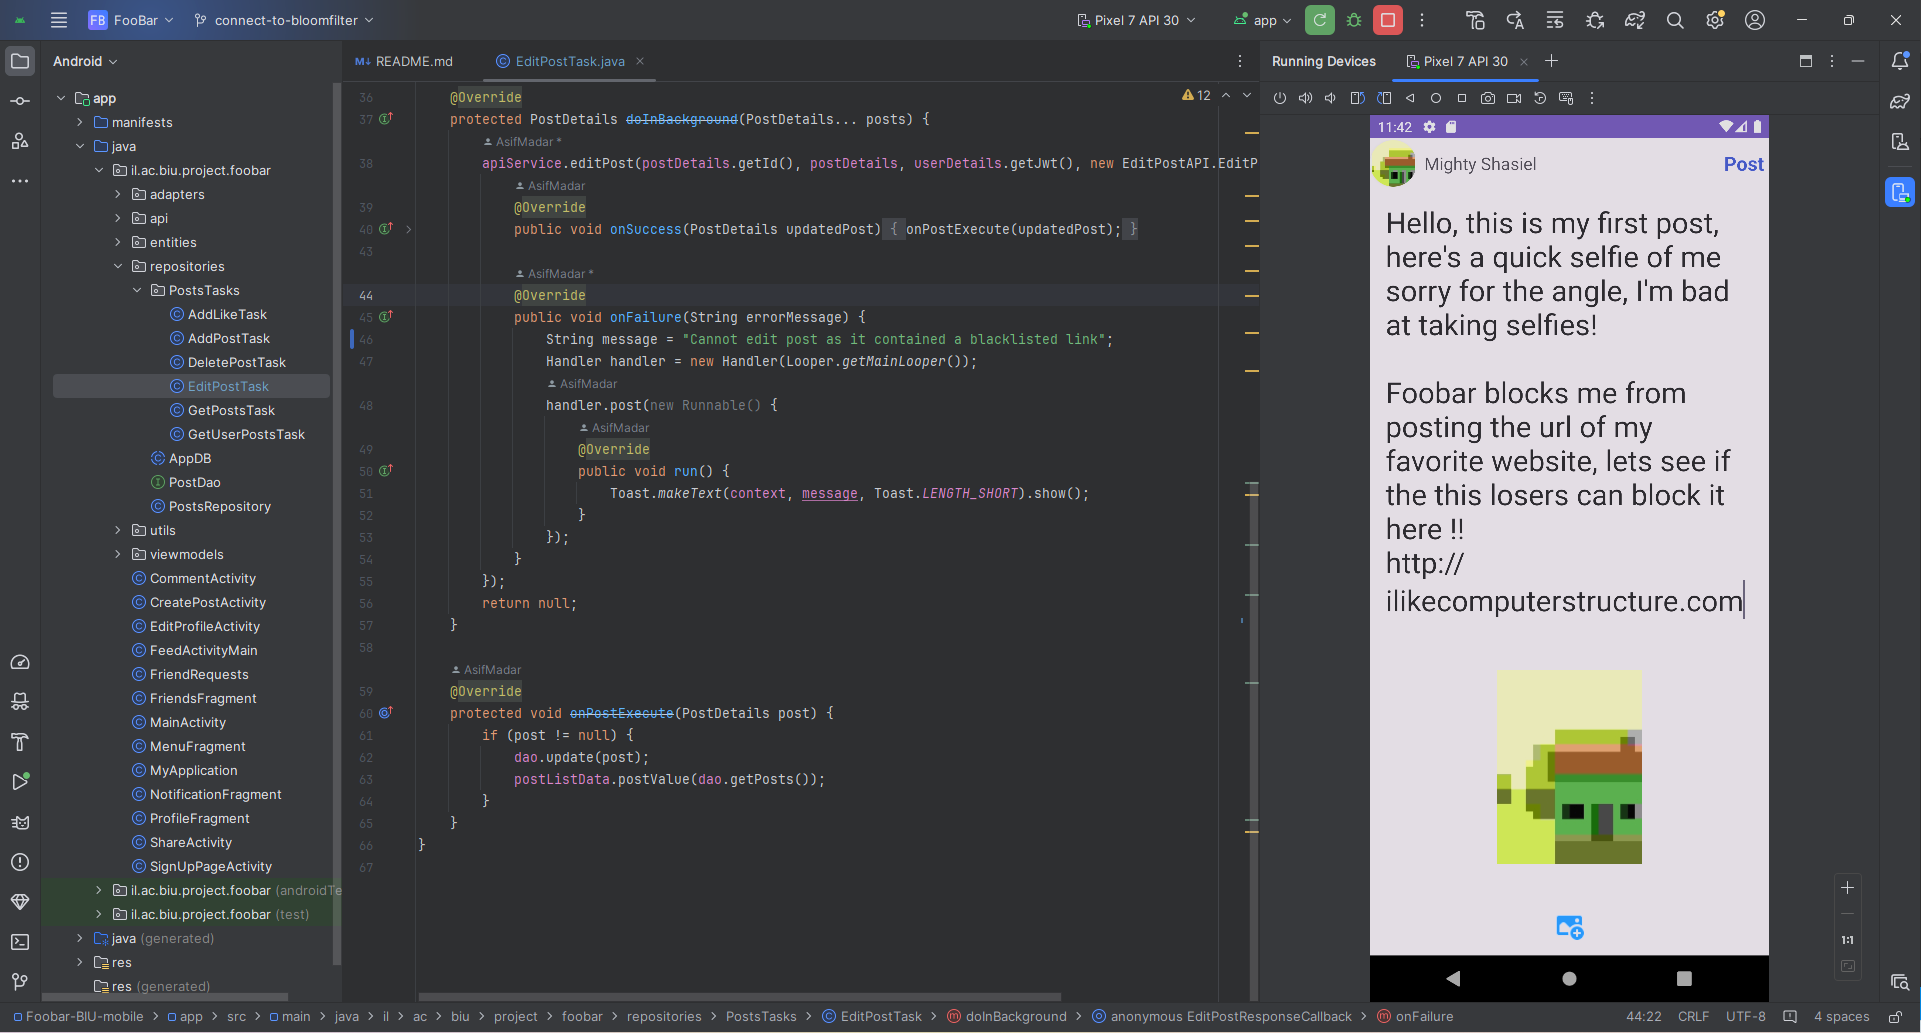 FB FooBar
connect-to-bloomfilter
Pixel 7 API 30
app
Android
app
manifests
java
il.ac.biu.project.foobar
adapters
api
entities
repositories
PostsTasks
AddLikeTask
AddPostTask
DeletePostTask
EditPostTask
GetPostsTask
GetUserPostsTask
AppDB
PostDao
PostsRepository
utils
viewmodels
CommentActivity
CreatePostActivity
EditProfileActivity
FeedActivityMain
FriendRequests
FriendsFragment
MainActivity
MenuFragment
MyApplication
NotificationFragment
ProfileFragment
ShareActivity
SignUpPageActivity
il.ac.biu.project.foobar (androidTe
il.ac.biu.project.foobar (test)
java (generated)
res
res (generated)
M↓ README.md
EditPostTask.java
12
36 @Override
37 protected PostDetails doInBackground(PostDetails... posts) {
AsifMadar *
38 apiService.editPost(postDetails.getId(), postDetails, userDetails.getJwt(), new EditPostAPI.EditP
AsifMadar
39 @Override
40 public void onSuccess(PostDetails updatedPost) { onPostExecute(updatedPost); }
43
AsifMadar *
44 @Override
45 public void onFailure(String errorMessage) {
46 String message = "Cannot edit post as it contained a blacklisted link";
47 Handler handler = new Handler(Looper.getMainLooper());
AsifMadar
48 handler.post(new Runnable() {
AsifMadar
49 @Override
50 public void run() {
51 Toast.makeText(context, message, Toast.LENGTH_SHORT).show();
52 }
53 });
54 }
55 });
56 return null;
57 }
58
AsifMadar
59 @Override
60 protected void onPostExecute(PostDetails post) {
61 if (post != null) {
62 dao.update(post);
63 postListData.postValue(dao.getPosts());
64 }
65 }
66 }
67
Running Devices
Pixel 7 API 30
11:42
Mighty Shasiel
Post
Hello, this is my first post,
here's a quick selfie of me
sorry for the angle, I'm bad
at taking selfies!
Foobar blocks me from
posting the url of my
favorite website, lets see if
the this losers can block it
here !!
http://
ilikecomputerstructure.com
1:1
Foobar-BIU-mobile > app > src > main > java > il > ac > biu > project > foobar > repositories > PostsTasks > EditPostTask > doInBackground > anonymous EditPostResponseCallback > onFailure
44:22 CRLF UTF-8 4 spaces